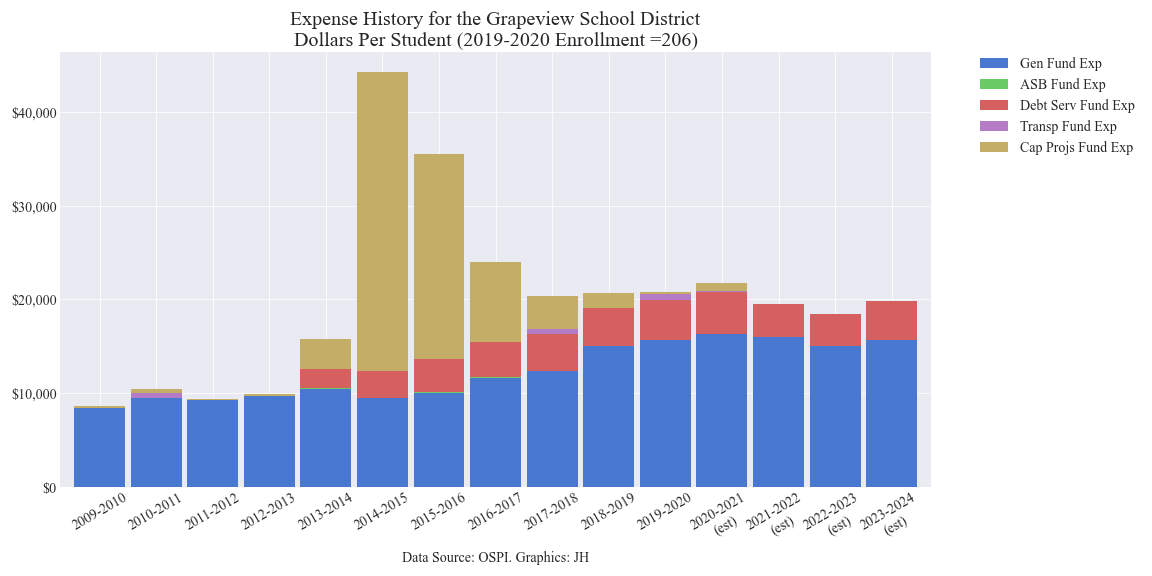 Expense History for the Grapeview School District
Dollars Per Student (2019-2020 Enrollment =206)
Gen Fund Exp
ASB Fund Exp
Debt Serv Fund Exp
Transp Fund Exp
Cap Projs Fund Exp
$40,000
$30,000
$20,000
$10,000
$0
2009-2010
2010-2011
2011-2012
2012-2013
2013-2014
2014-2015
2015-2016
2016-2017
2017-2018
2018-2019
2019-2020
2020-2021
(est)
2021-2022
(est)
2022-2023
(est)
2023-2024
(est)
Data Source: OSPI. Graphics: JH